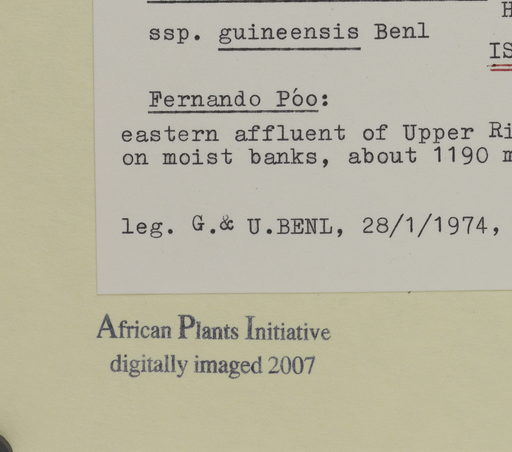 H
ssp. guineensis Benl
IS
Fernando Póo:
eastern affluent of Upper Ri
on moist banks, about 1190 m
leg. G.& U.BENL, 28/1/1974,
African Plants Initiative
digitally imaged 2007